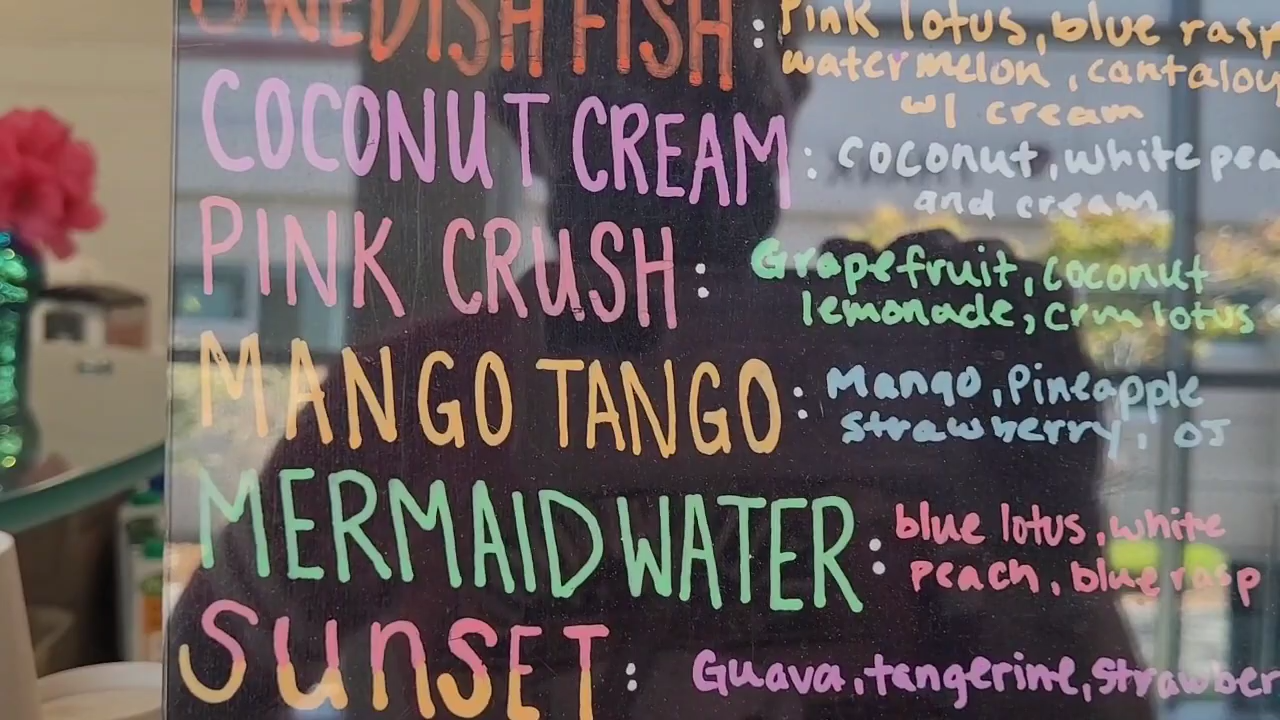 SWEDISH FISH : Pink lotus, blue rasp
watermelon, cantalou
w/ cream
COCONUT CREAM : coconut, white pea
and cream
PINK CRUSH : Grapefruit, coconut
lemonade, crm lotus
MANGO TANGO : Mango, Pineapple
strawberry, OJ
MERMAID WATER : blue lotus, white
peach, blue rasp
SUNSET : Guava, tangerine, strawber